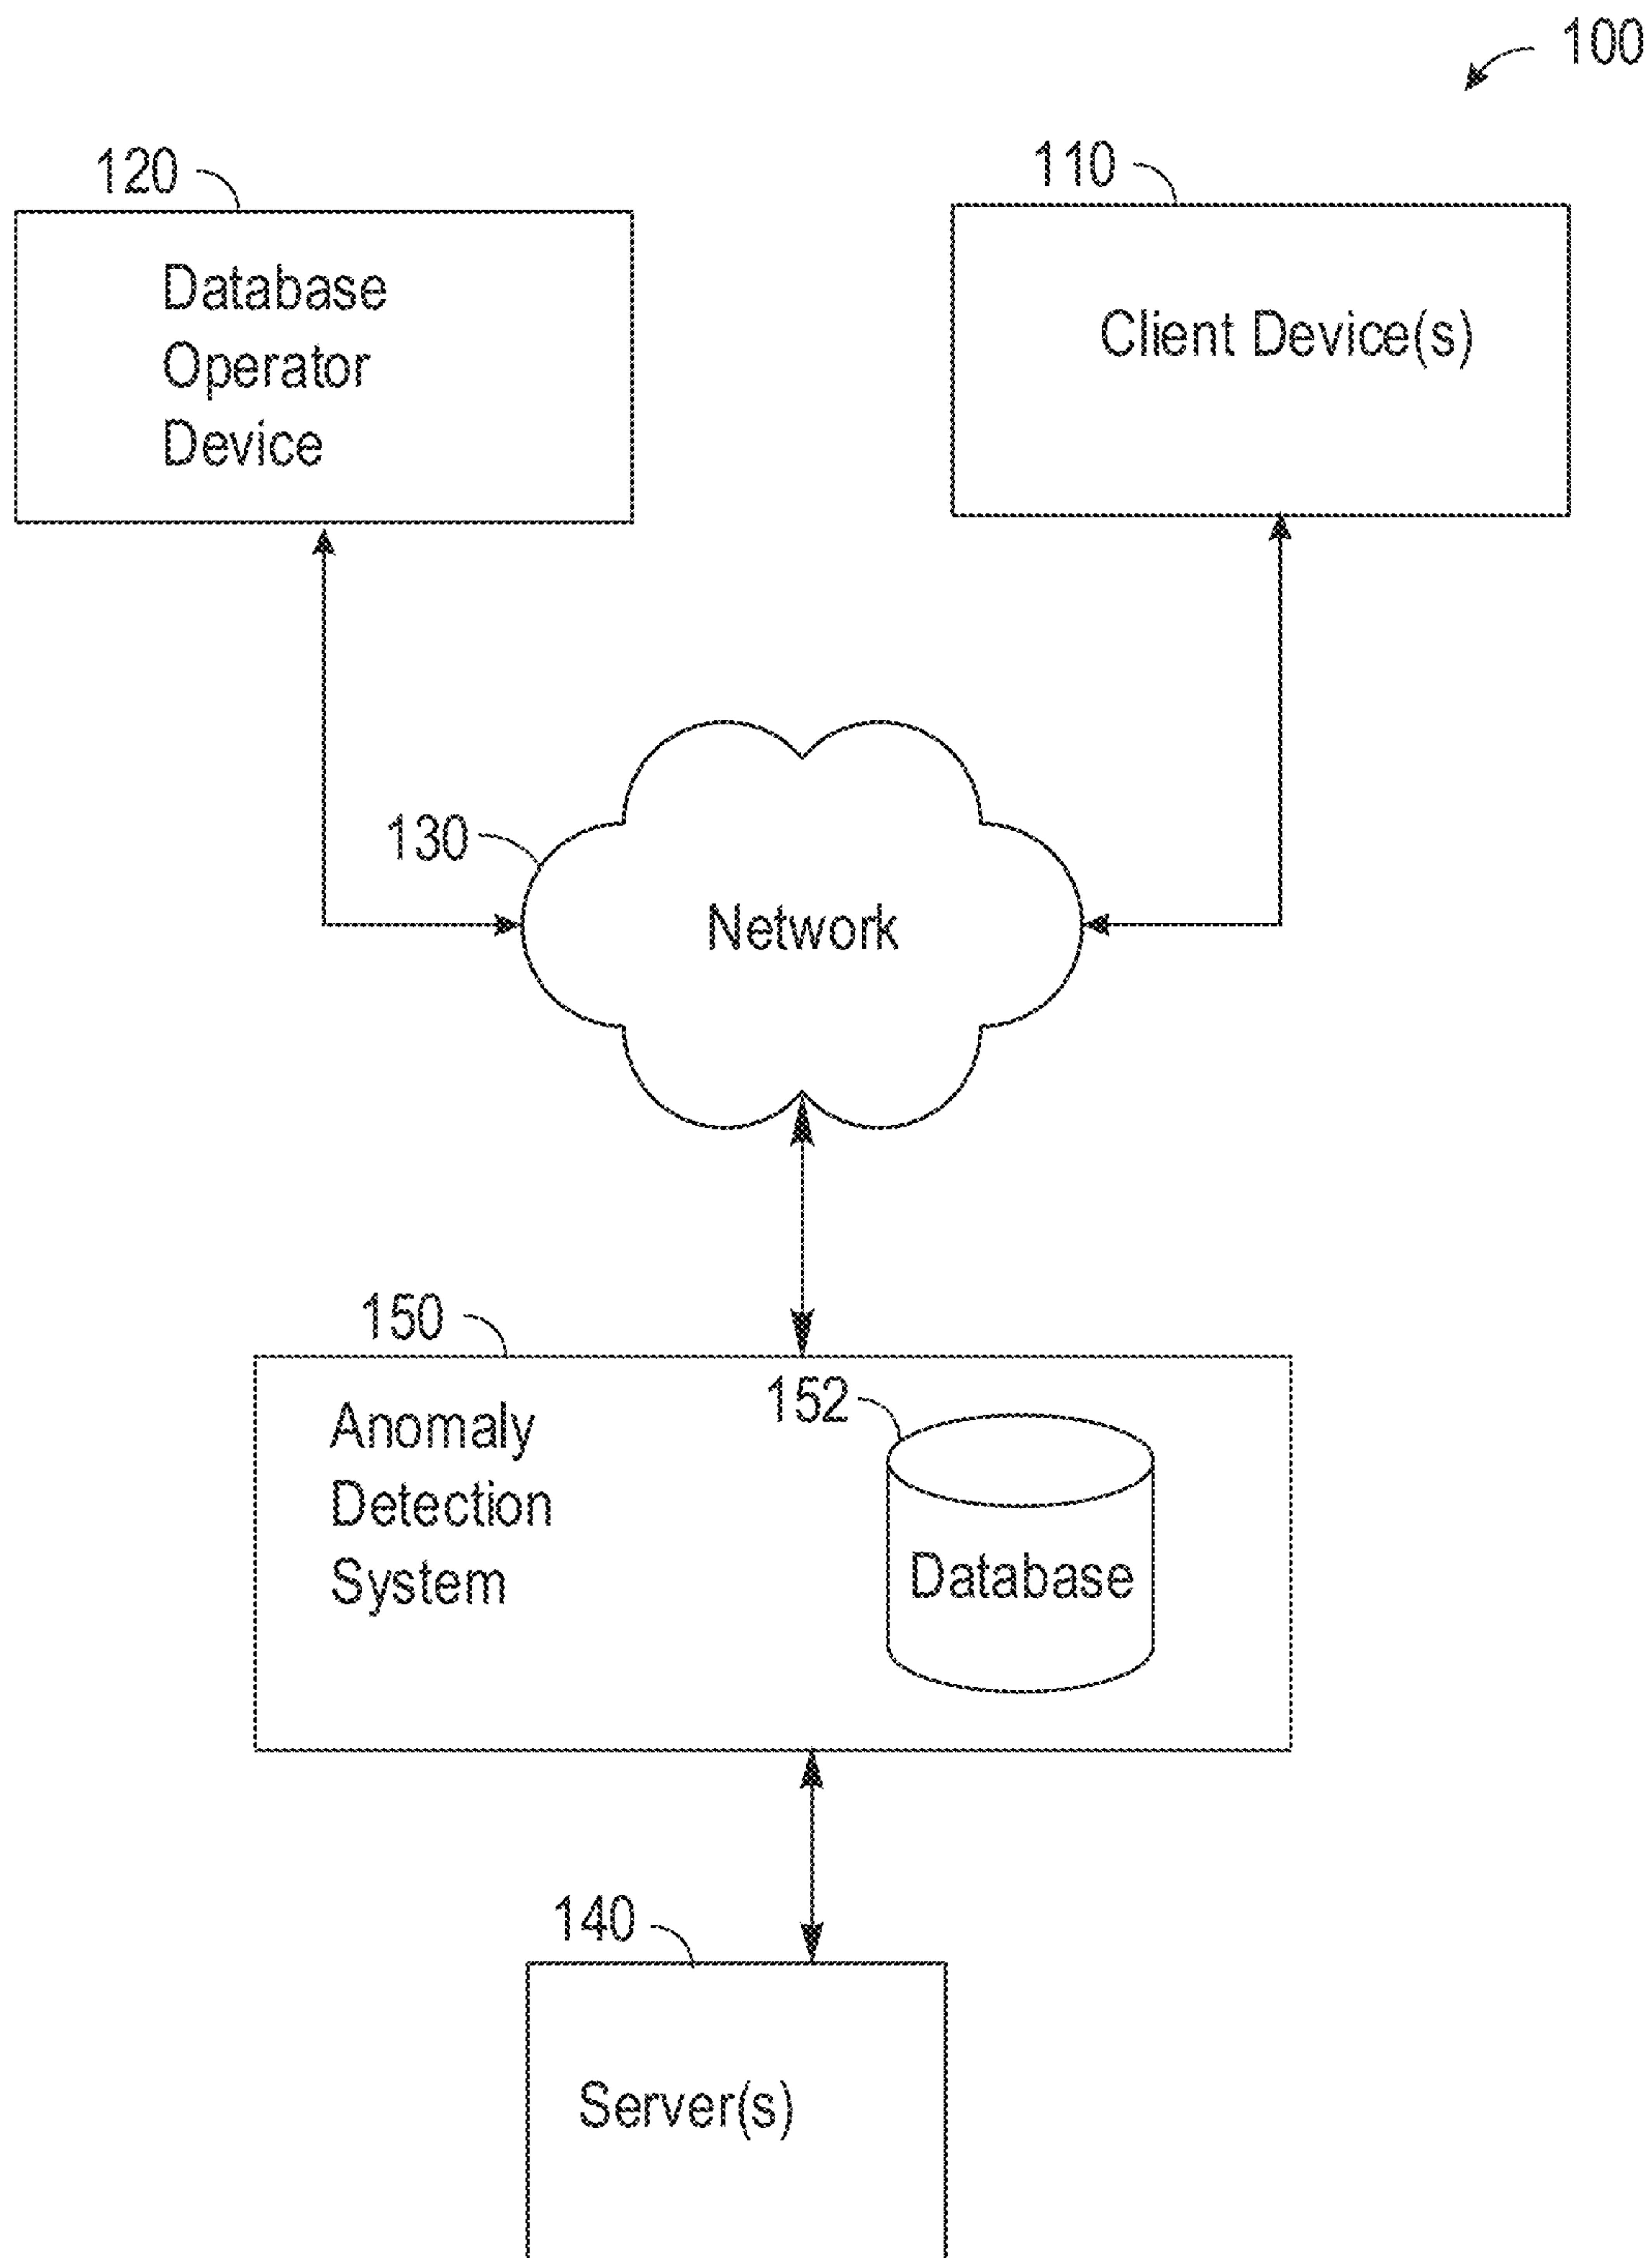 100
120
110
Database
Operator
Device
Client Device(s)
130
Network
150
152
Anomaly
Detection
System
Database
140
Server(s)